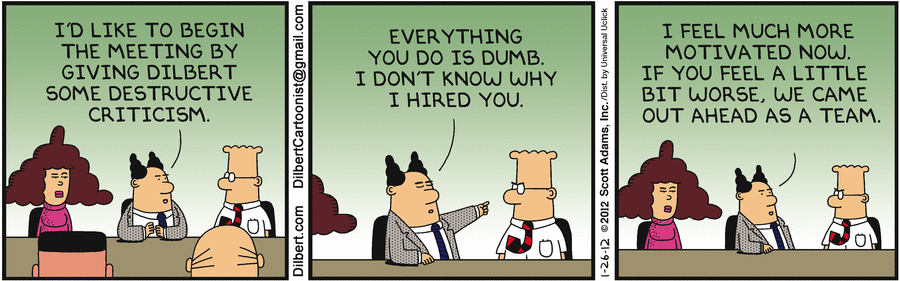 I'D LIKE TO BEGIN
THE MEETING BY
GIVING DILBERT
SOME DESTRUCTIVE
CRITICISM.
Dilbert.com DilbertCartoonist@gmail.com
EVERYTHING
YOU DO IS DUMB.
I DON'T KNOW WHY
I HIRED YOU.
1-26-12 ©2012 Scott Adams, Inc./Dist. by Universal Uclick
I FEEL MUCH MORE
MOTIVATED NOW.
IF YOU FEEL A LITTLE
BIT WORSE, WE CAME
OUT AHEAD AS A TEAM.